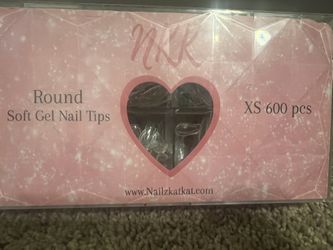 NKK
Round
Soft Gel Nail Tips
XS 600 pcs
www.Nailzkatkat.com